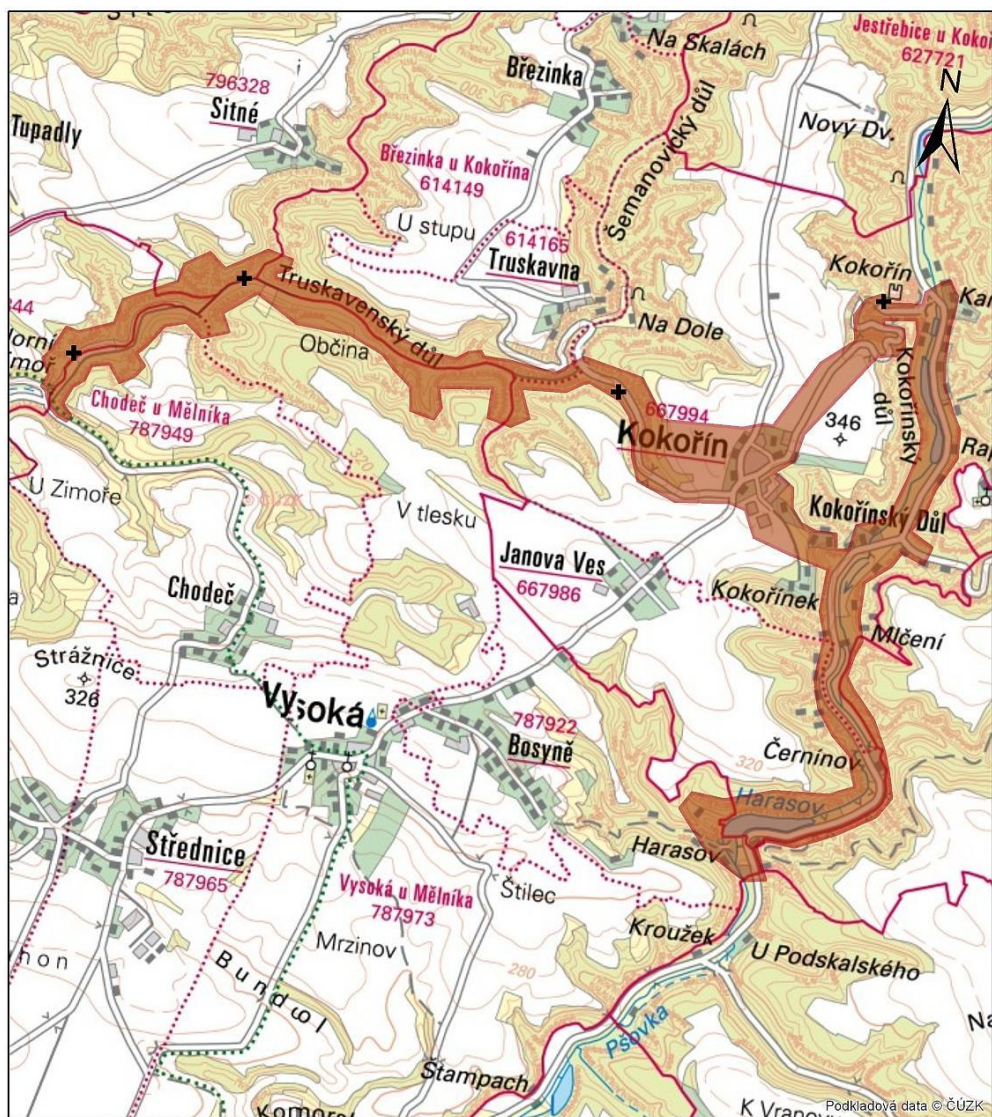 Na Skalách
Jestřebice u Koko
627721
Březinka
796328
Sitné
Tupadly
N
Nový Dv.
Šemanovický důl
Březinka u Kokořína
614149
300
U stupu
614165
Truskavna
Kokořín
Truskavenský důl
Na Dole
Občina
Kokořínský důl
Chodeč u Mělníka
787949
667994
Kokořín
346
320
U Zimoře
V tlesku
Kokořínský Důl
Janova Ves
667986
Chodeč
Kokořínek
Mlčení
Strážnice
326
Vysoká
787922
Bosyně
Černínov
320
Harasov
Harasov
Střednice
787965
Vysoká u Mělníka
787973
Štilec
Kroužek
Mrzinov
280
U Podskalského
Pšovka
Štampach
Podkladová data © ČÚZK